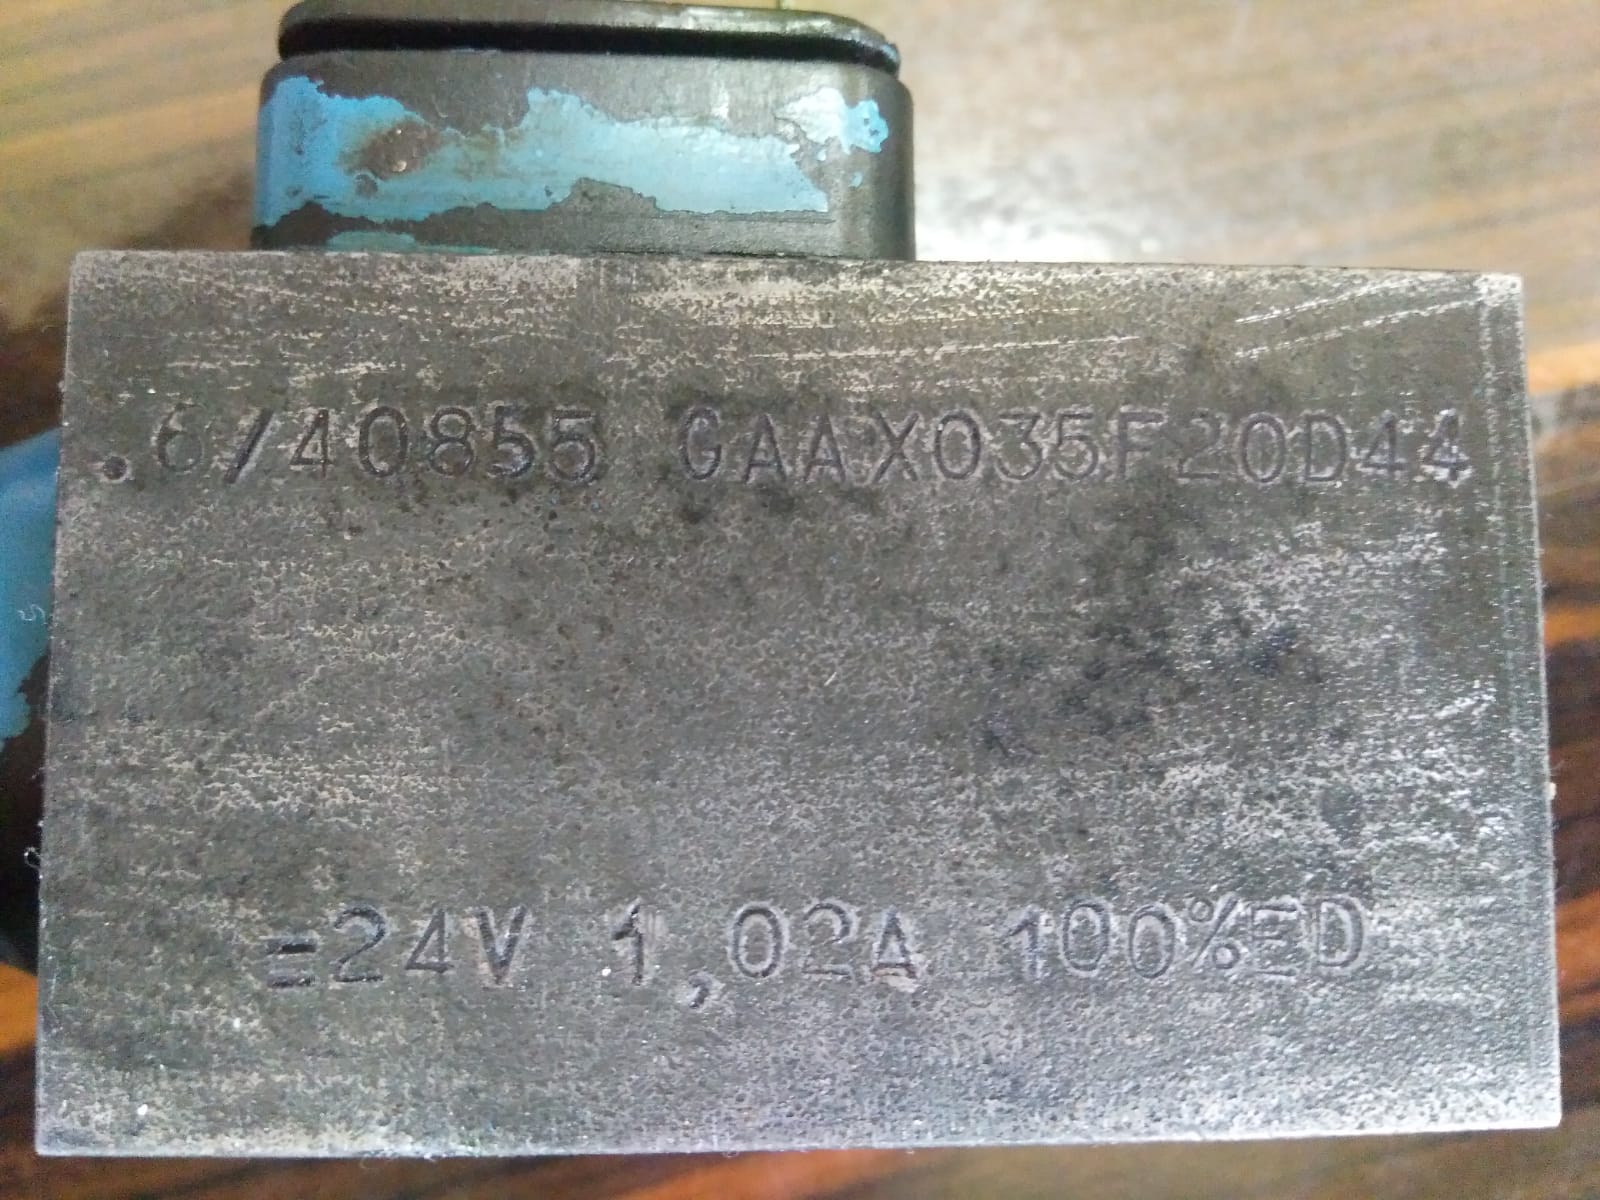 .6/40855 GAAX035F20D44
=24V 1,02A 100%ED